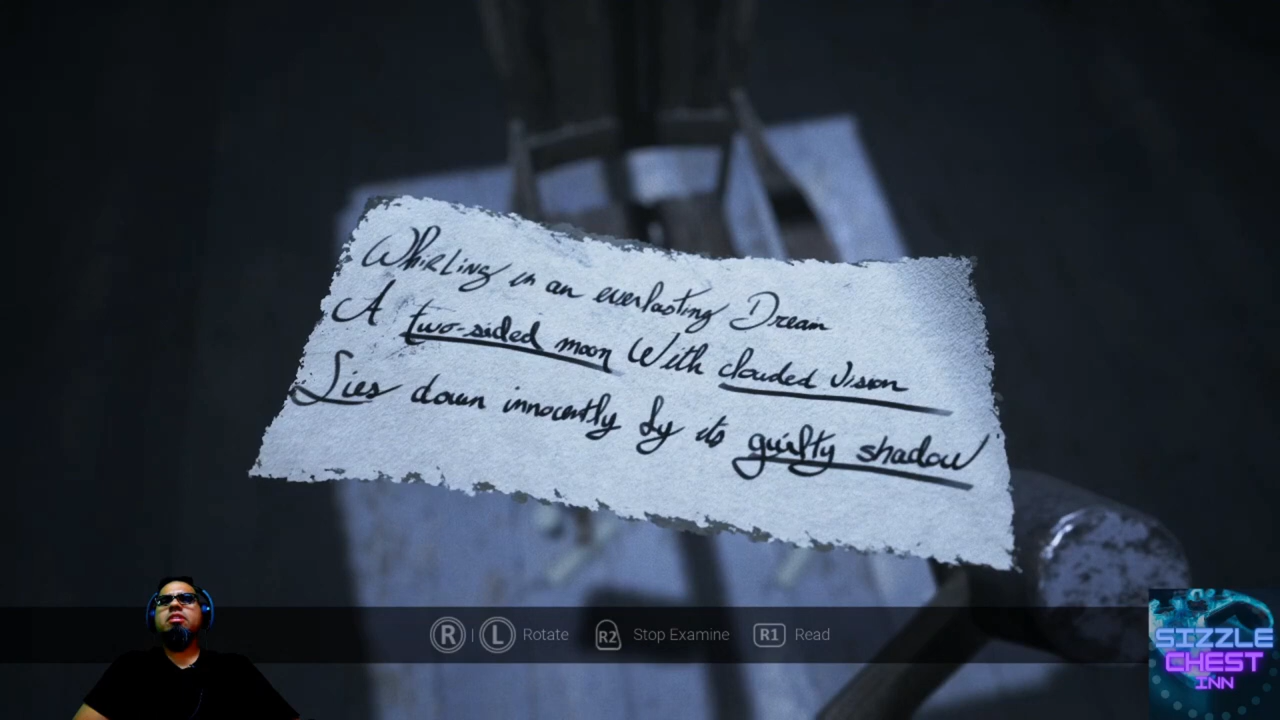 Whirling in an everlasting Dream
A two-sided moon With clouded vision
Lies down innocently by its guilty shadow
R | L Rotate R2 Stop Examine R1 Read
SIZZLE
CHEST
INN